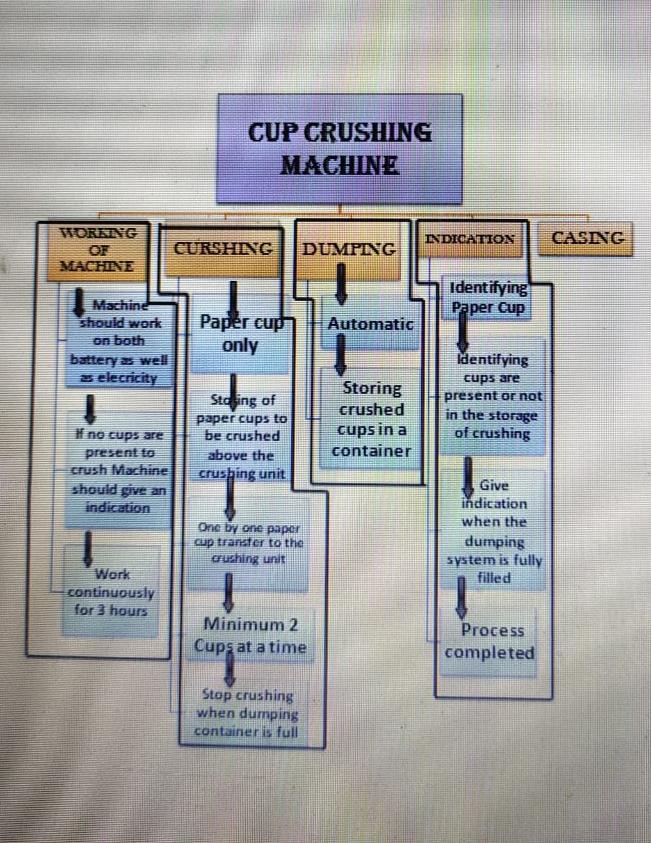 CUP CRUSHING
MACHINE
WORKING
OF
MACHINE
Machine
should work
on both
battery as well
as elecricity
If no cups are
present to
crush Machine
should give an
indication
Work
continuously
for 3 hours
CURSHING
Paper cup
only
Storing of
paper cups to
be crushed
above the
crushing unit
One by one paper
cup transfer to the
crushing unit
Minimum 2
Cups at a time
Stop crushing
when dumping
container is full
DUMPING
Automatic
Storing
crushed
cups in a
container
INDICATION
Identifying
Paper Cup
Identifying
cups are
present or not
in the storage
of crushing
Give
indication
when the
dumping
system is fully
filled
Process
completed
CASING